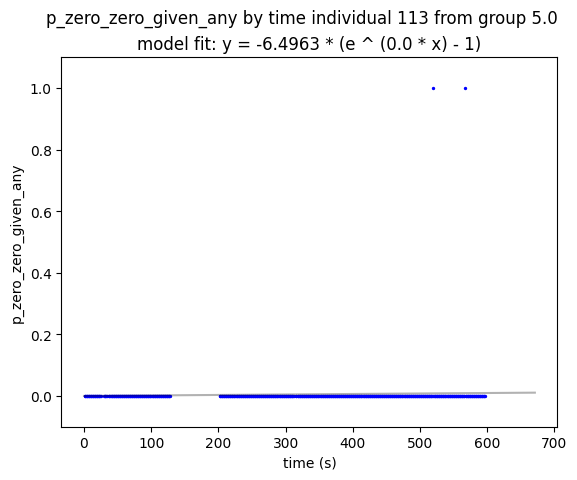 p_zero_zero_given_any by time individual 113 from group 5.0
model fit: y = -6.4963 * (e ^ (0.0 * x) - 1)
1.0
0.8
0.6
0.4
0.2
0.0
p_zero_zero_given_any
0 100 200 300 400 500 600 700
time (s)